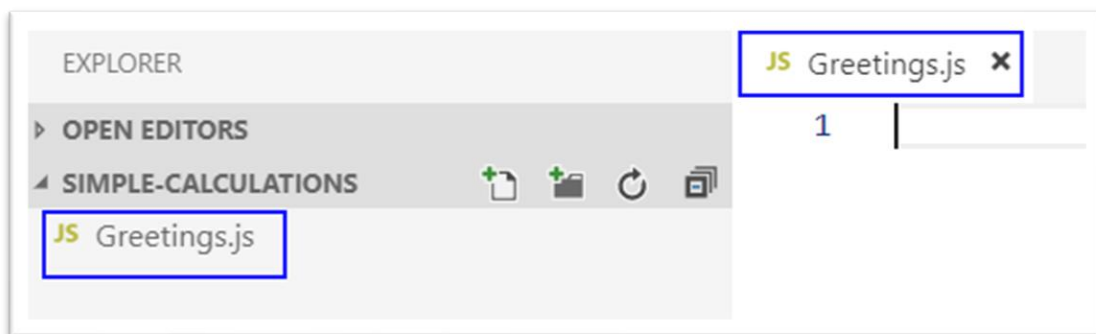 EXPLORER
OPEN EDITORS
SIMPLE-CALCULATIONS
JS Greetings.js
JS Greetings.js
1